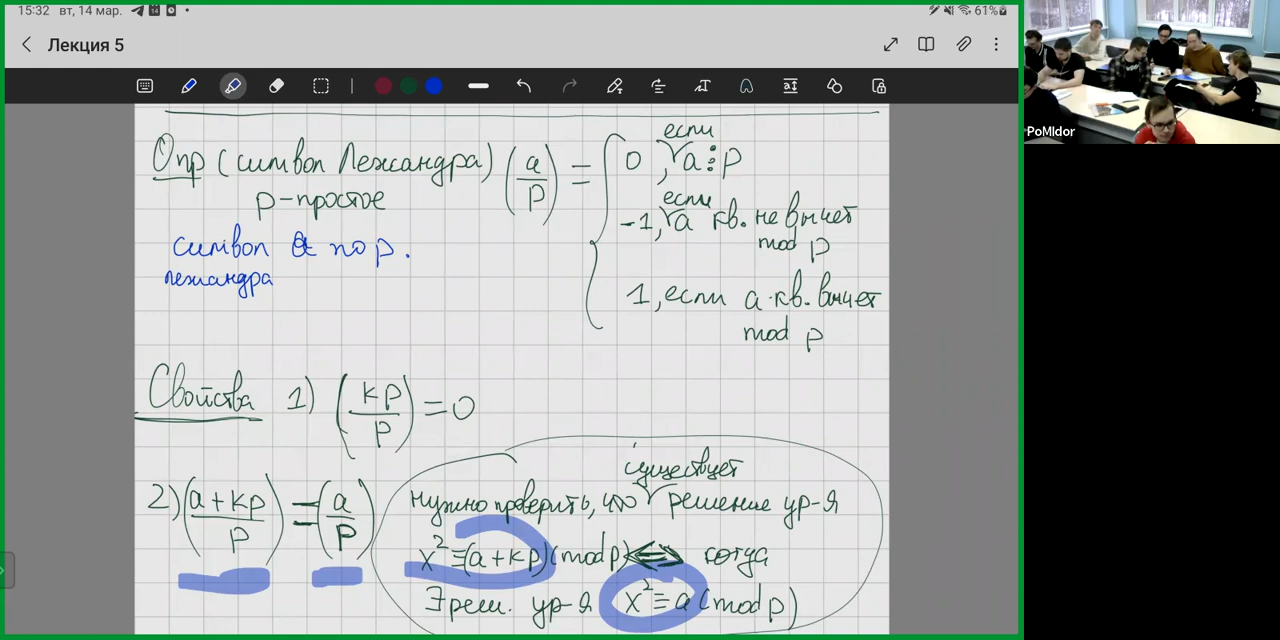 15:32 вт, 14 мар. 61%
Лекция 5
PoMIdor
Опр (символ Лежандра) (a/p) = { 0, если a ⋮ p
p-простое
-1, если a кв. не вычет mod p
символ a по p.
лежандра
1, если a кв. вычет mod p
Свойства 1) (kp/p) = 0
2) (a+kp/p) = (a/p)
нужно проверить, что существует решение ур-я
x² ≡ (a+kp) (mod p) <=> когда
∃ реш. ур-я x² ≡ a (mod p)